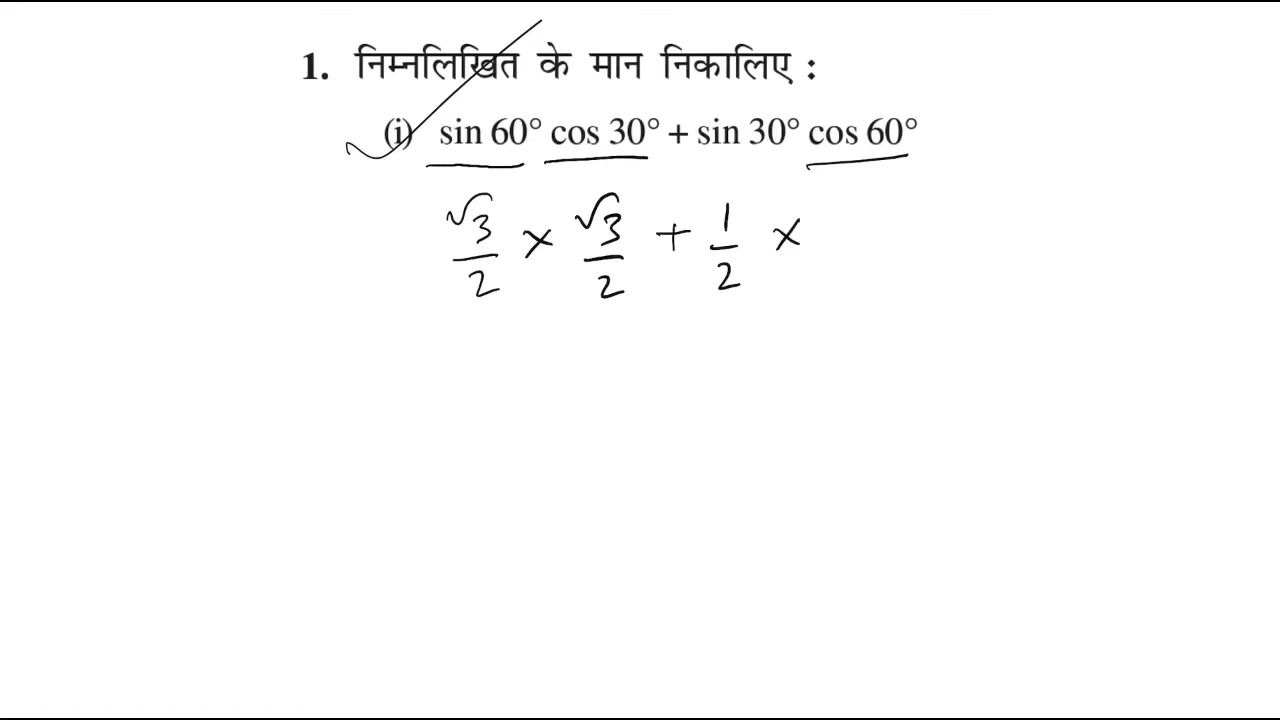 1. निम्नलिखित के मान निकालिए :
(i) sin 60° cos 30° + sin 30° cos 60°
√3/2 × √3/2 + 1/2 ×